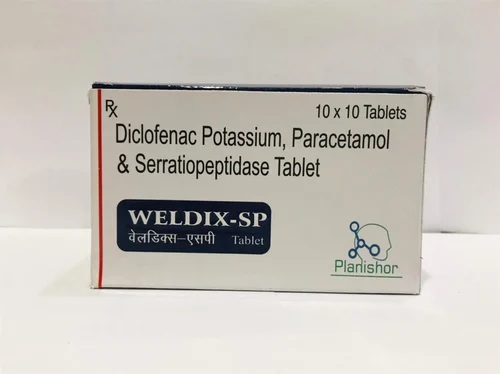 Rx
10 x 10 Tablets
Diclofenac Potassium, Paracetamol
& Serratiopeptidase Tablet
WELDIX-SP
वेलडिक्स–एसपी Tablet
Planishor